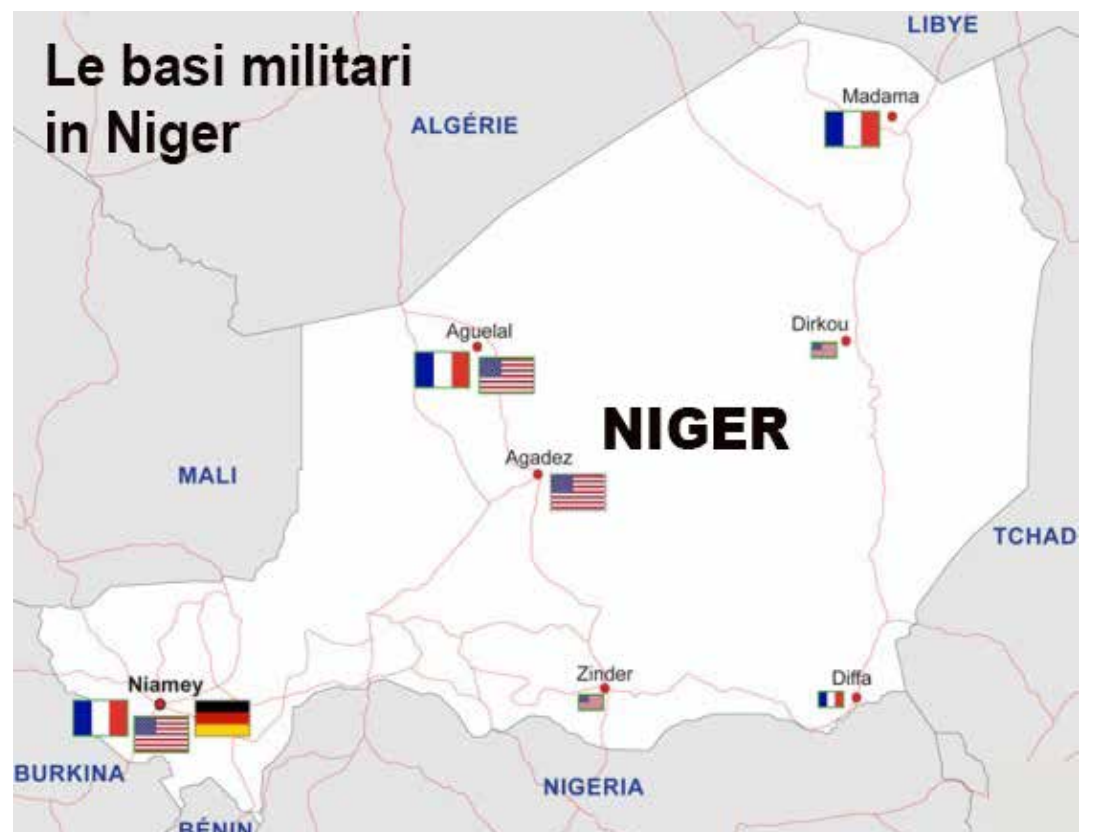 Le basi militari
in Niger
LIBYE
ALGÉRIE
Madama
Aguelal
Dirkou
NIGER
Agadez
MALI
TCHAD
Niamey
Zinder
Diffa
BURKINA
NIGERIA
BÉNIN